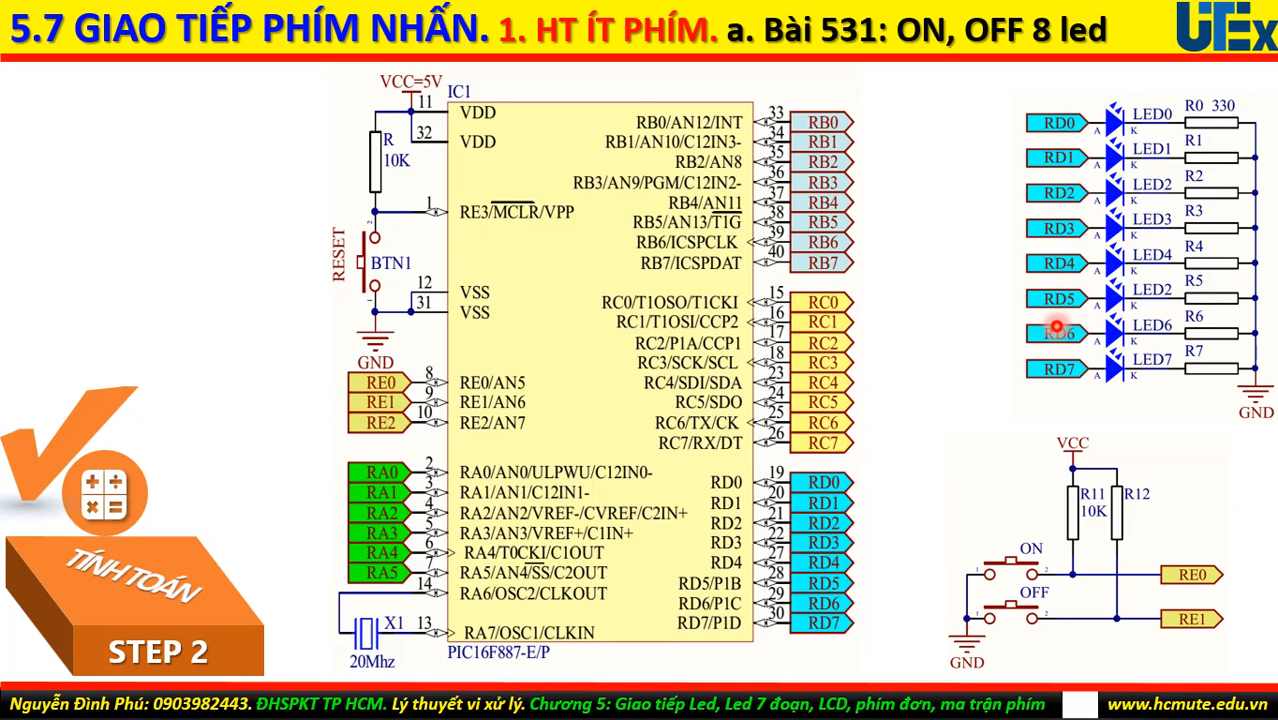 5.7 GIAO TIẾP PHÍM NHẤN. 1. HT ÍT PHÍM. a. Bài 531: ON, OFF 8 led
UTEx
VCC=5V
IC1
11 VDD
32 VDD
R
10K
1 RE3/MCLR/VPP
RESET
2
BTN1
1
12 VSS
31 VSS
GND
RE0 8 RE0/AN5
RE1 9 RE1/AN6
RE2 10 RE2/AN7
RA0 2 RA0/AN0/ULPWU/C12IN0-
RA1 3 RA1/AN1/C12IN1-
RA2 4 RA2/AN2/VREF-/CVREF/C2IN+
RA3 5 RA3/AN3/VREF+/C1IN+
RA4 6 RA4/T0CKI/C1OUT
RA5 7 RA5/AN4/SS/C2OUT
14 RA6/OSC2/CLKOUT
X1 13 RA7/OSC1/CLKIN
20Mhz
PIC16F887-E/P
RB0/AN12/INT 33 RB0
RB1/AN10/C12IN3- 34 RB1
RB2/AN8 35 RB2
RB3/AN9/PGM/C12IN2- 36 RB3
RB4/AN11 37 RB4
RB5/AN13/T1G 38 RB5
RB6/ICSPCLK 39 RB6
RB7/ICSPDAT 40 RB7
RC0/T1OSO/T1CKI 15 RC0
RC1/T1OSI/CCP2 16 RC1
RC2/P1A/CCP1 17 RC2
RC3/SCK/SCL 18 RC3
RC4/SDI/SDA 23 RC4
RC5/SDO 24 RC5
RC6/TX/CK 25 RC6
RC7/RX/DT 26 RC7
RD0 19 RD0
RD1 20 RD1
RD2 21 RD2
RD3 22 RD3
RD4 27 RD4
RD5/P1B 28 RD5
RD6/P1C 29 RD6
RD7/P1D 30 RD7
RD0 A K LED0 R0 330
RD1 A K LED1 R1
RD2 A K LED2 R2
RD3 A K LED3 R3
RD4 A K LED4 R4
RD5 A K LED2 R5
RD6 A K LED6 R6
RD7 A K LED7 R7
GND
VCC
R11 R12
10K
ON
1 2 RE0
OFF
1 2 RE1
GND
TÍNH TOÁN
STEP 2
Nguyễn Đình Phú: 0903982443. ĐHSPKT TP HCM. Lý thuyết vi xử lý. Chương 5: Giao tiếp Led, Led 7 đoạn, LCD, phím đơn, ma trận phím
www.hcmute.edu.vn